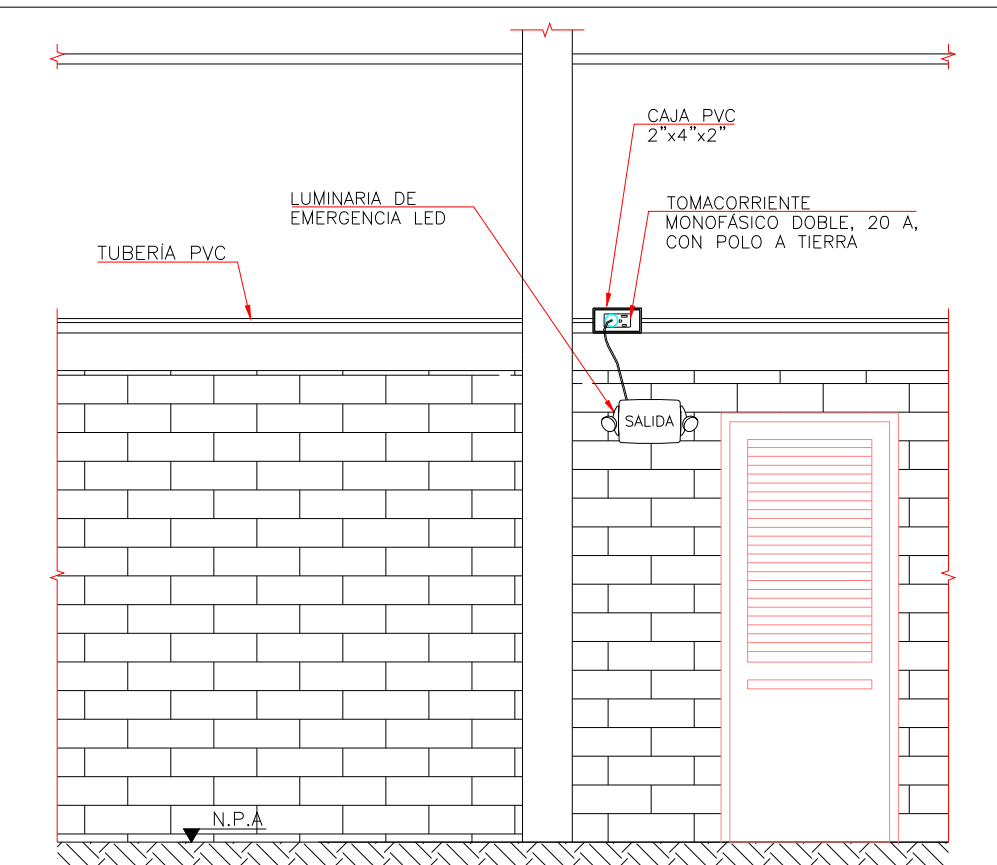 CAJA PVC
2"x4"x2"
LUMINARIA DE
EMERGENCIA LED
TOMACORRIENTE
MONOFÁSICO DOBLE, 20 A,
CON POLO A TIERRA
TUBERÍA PVC
SALIDA
N.P.A